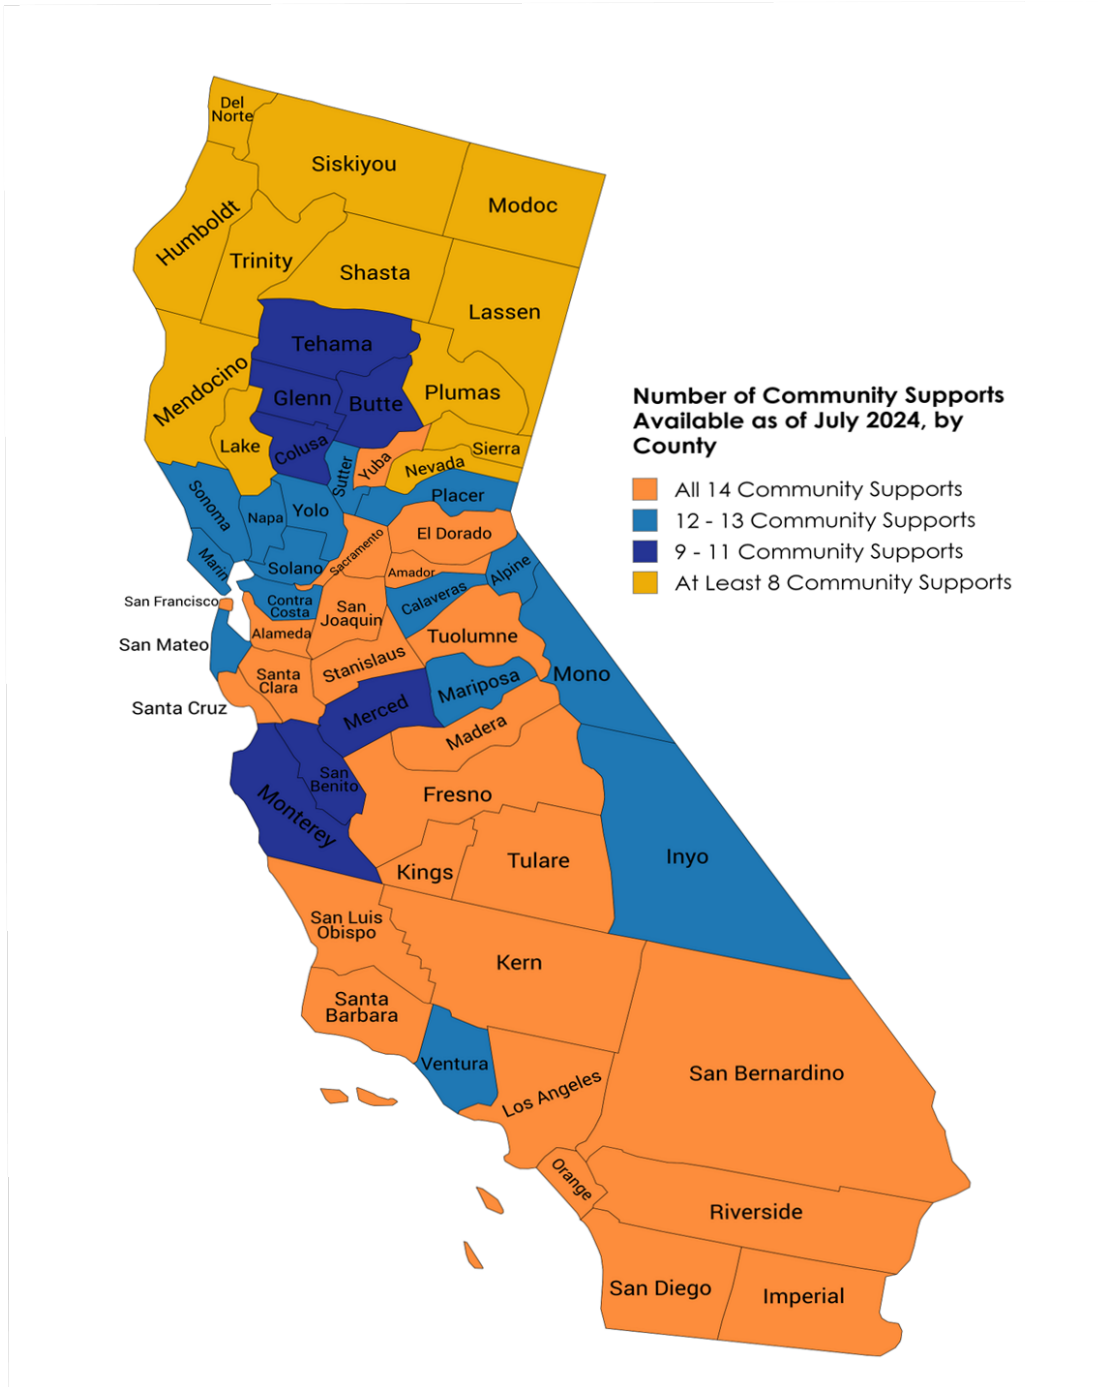 Del
Norte
Siskiyou
Modoc
Humboldt
Trinity
Shasta
Lassen
Tehama
Mendocino
Glenn
Butte
Plumas
Lake
Colusa
Sutter
Yuba
Nevada
Sierra
Sonoma
Napa
Yolo
Placer
Marin
Solano
Sacramento
El Dorado
Amador
Alpine
San Francisco
Contra
Costa
San
Joaquin
Calaveras
Alameda
Tuolumne
San Mateo
Santa
Clara
Stanislaus
Mariposa
Mono
Santa Cruz
Merced
Madera
San
Benito
Monterey
Fresno
Kings
Tulare
Inyo
San Luis
Obispo
Kern
Santa
Barbara
Ventura
Los Angeles
San Bernardino
Orange
Riverside
San Diego
Imperial
Number of Community Supports
Available as of July 2024, by
County
All 14 Community Supports
12 - 13 Community Supports
9 - 11 Community Supports
At Least 8 Community Supports